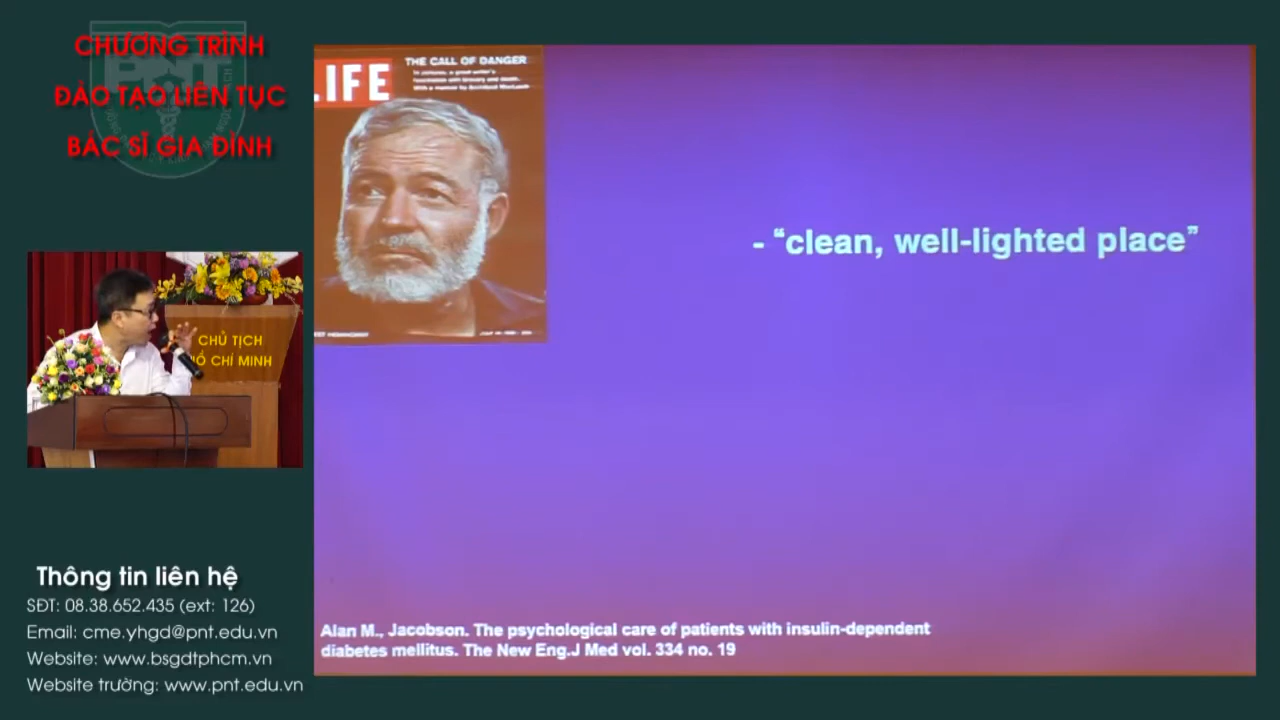 CHƯƠNG TRÌNH
ĐÀO TẠO LIÊN TỤC
BÁC SĨ GIA ĐÌNH
PNT
LIFE
THE CALL OF DANGER
- “clean, well-lighted place”
CHỦ TỊCH
HỒ CHÍ MINH
Alan M., Jacobson. The psychological care of patients with insulin-dependent
diabetes mellitus. The New Eng.J Med vol. 334 no. 19
Thông tin liên hệ
SĐT: 08.38.652.435 (ext: 126)
Email: cme.yhgd@pnt.edu.vn
Website: www.bsgdtphcm.vn
Website trường: www.pnt.edu.vn